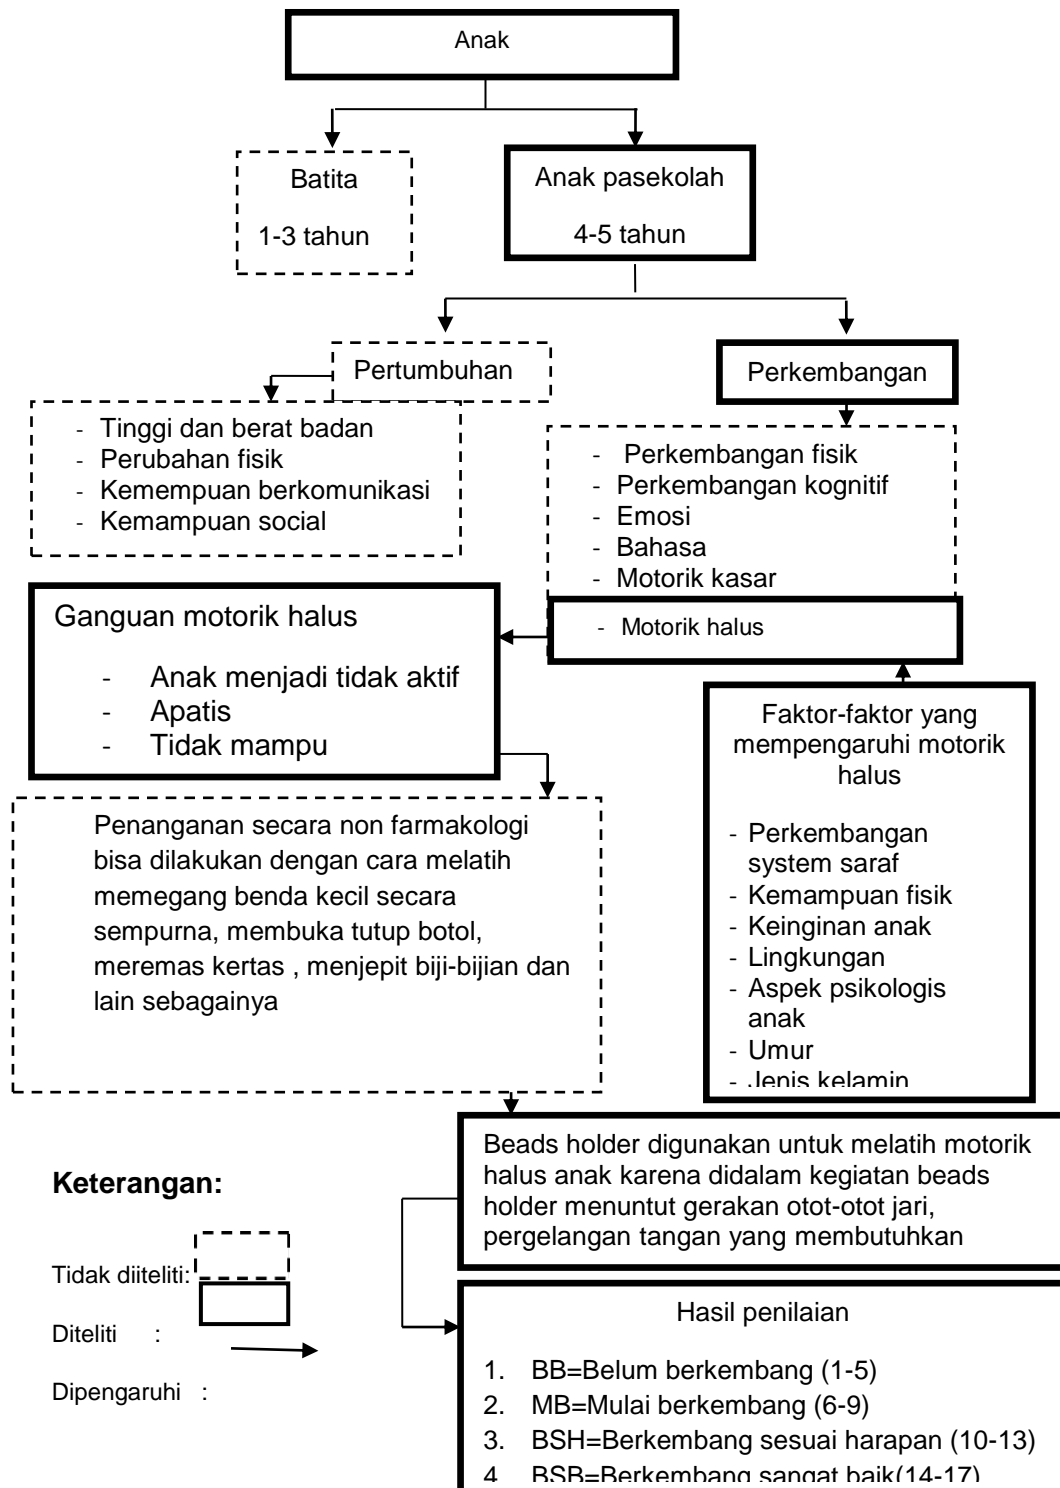 Anak
Batita
1-3 tahun
Anak pasekolah
4-5 tahun
Pertumbuhan
Perkembangan
- Tinggi dan berat badan
- Perubahan fisik
- Kemempuan berkomunikasi
- Kemampuan social
- Perkembangan fisik
- Perkembangan kognitif
- Emosi
- Bahasa
- Motorik kasar
- Motorik halus
Ganguan motorik halus
- Anak menjadi tidak aktif
- Apatis
- Tidak mampu
Faktor-faktor yang
mempengaruhi motorik
halus
- Perkembangan
system saraf
- Kemampuan fisik
- Keinginan anak
- Lingkungan
- Aspek psikologis
anak
- Umur
- Jenis kelamin
Penanganan secara non farmakologi
bisa dilakukan dengan cara melatih
memegang benda kecil secara
sempurna, membuka tutup botol,
meremas kertas , menjepit biji-bijian dan
lain sebagainya
Beads holder digunakan untuk melatih motorik
halus anak karena didalam kegiatan beads
holder menuntut gerakan otot-otot jari,
pergelangan tangan yang membutuhkan
Keterangan:
Tidak diiteliti:
Diteliti :
Dipengaruhi :
Hasil penilaian
1. BB=Belum berkembang (1-5)
2. MB=Mulai berkembang (6-9)
3. BSH=Berkembang sesuai harapan (10-13)
4. BSB=Berkembang sangat baik(14-17)